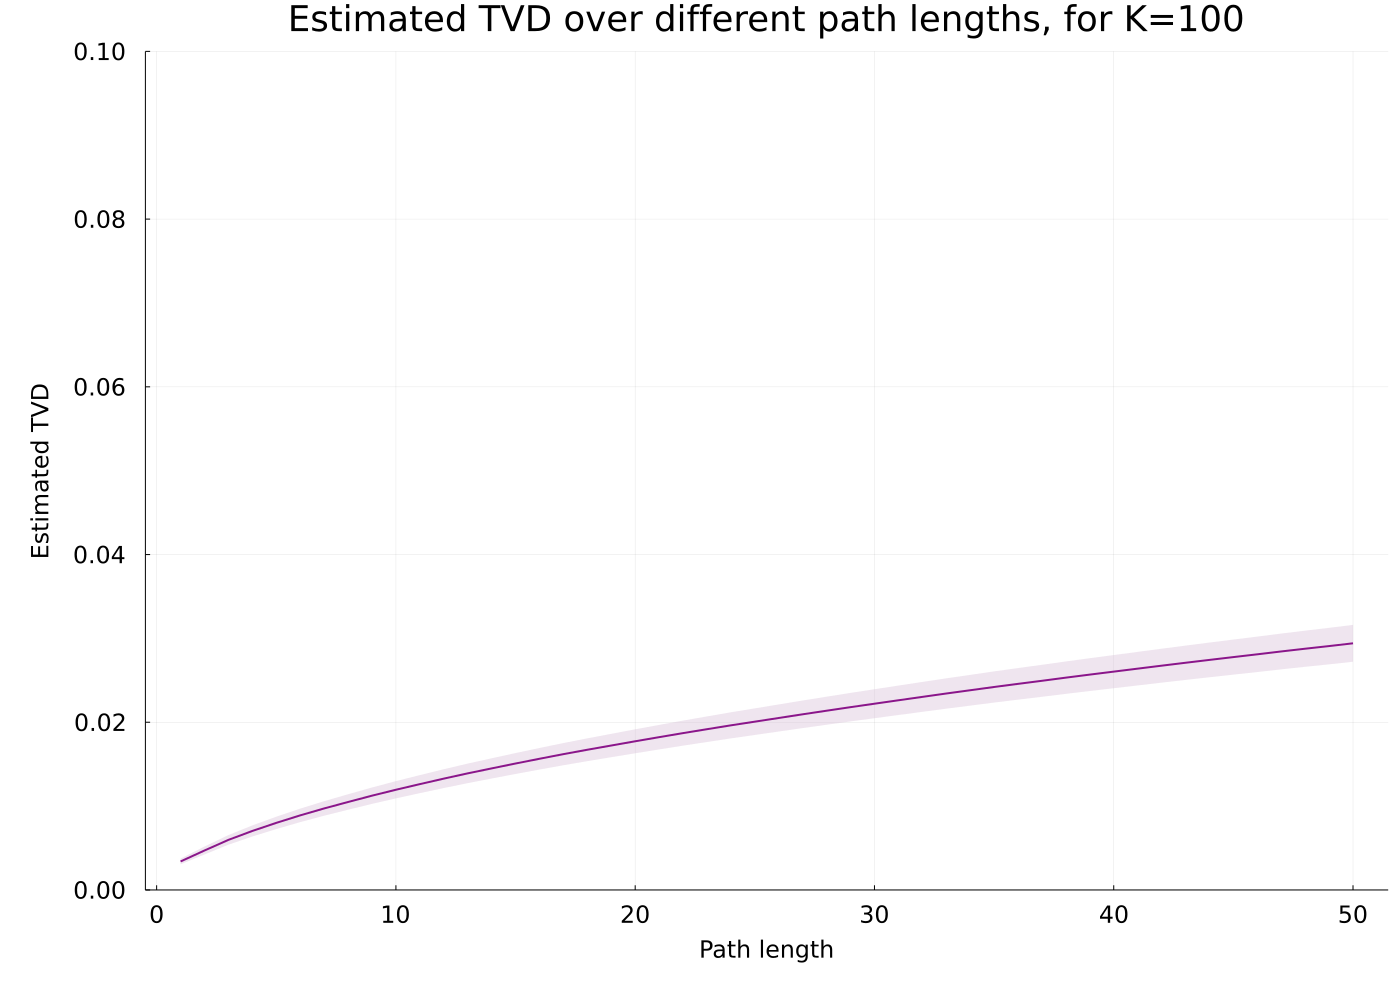 Estimated TVD over different path lengths, for K=100
0.10
0.08
0.06
0.04
0.02
0.00
Estimated TVD
0 10 20 30 40 50
Path length